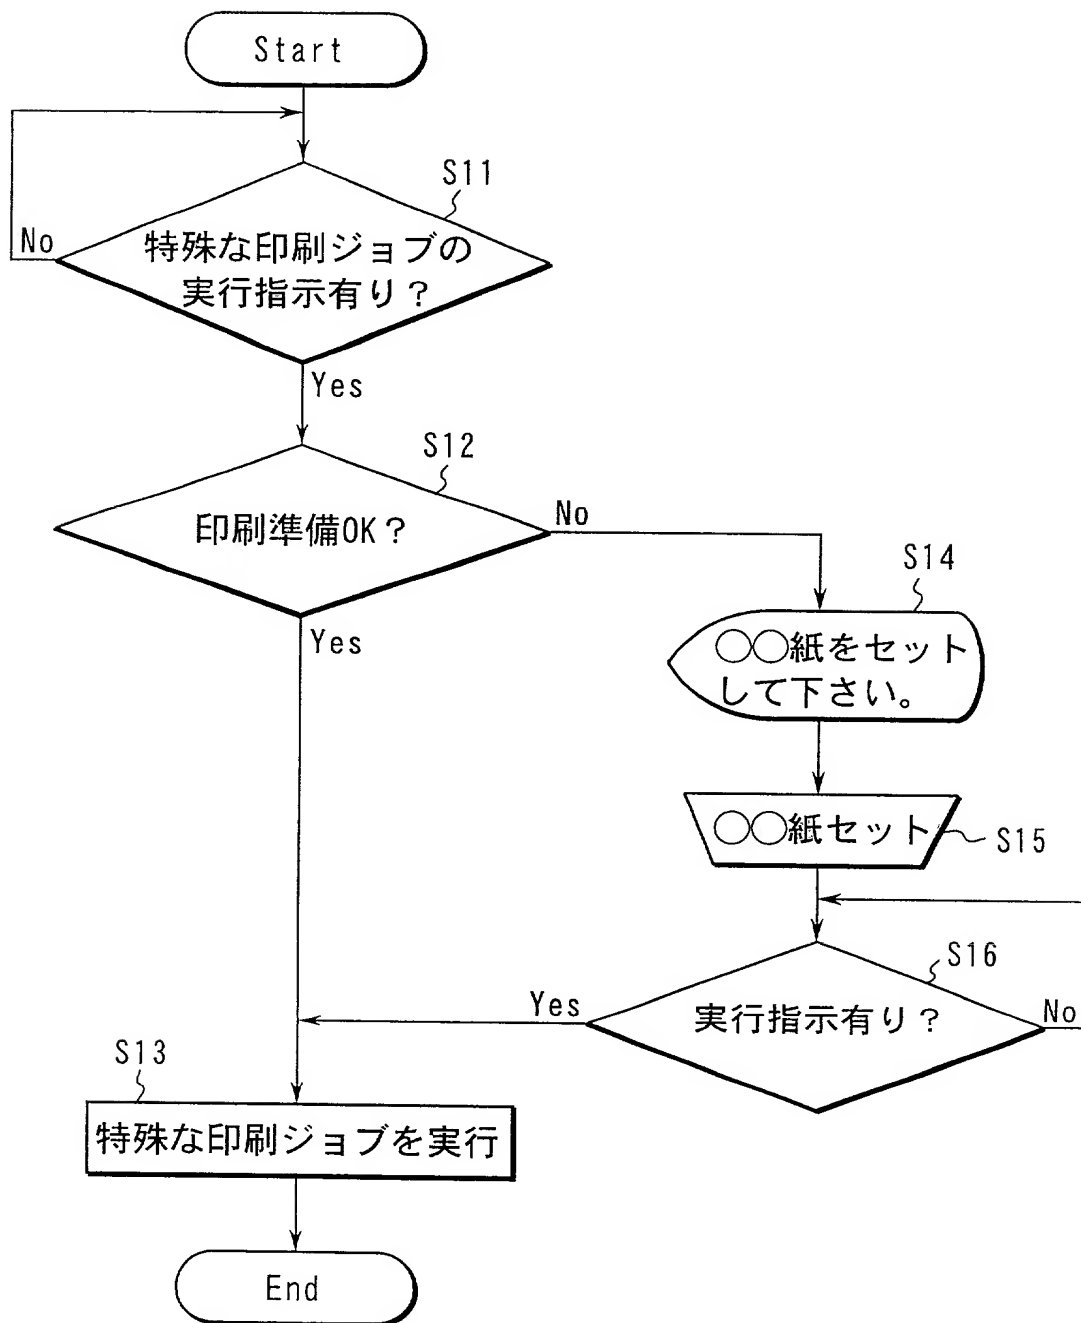 Start
S11
No
特殊な印刷ジョブの
実行指示有り？
Yes
S12
印刷準備OK？
No
Yes
S14
○○紙をセット
して下さい。
○○紙セット
S15
S16
実行指示有り？
Yes
No
S13
特殊な印刷ジョブを実行
End